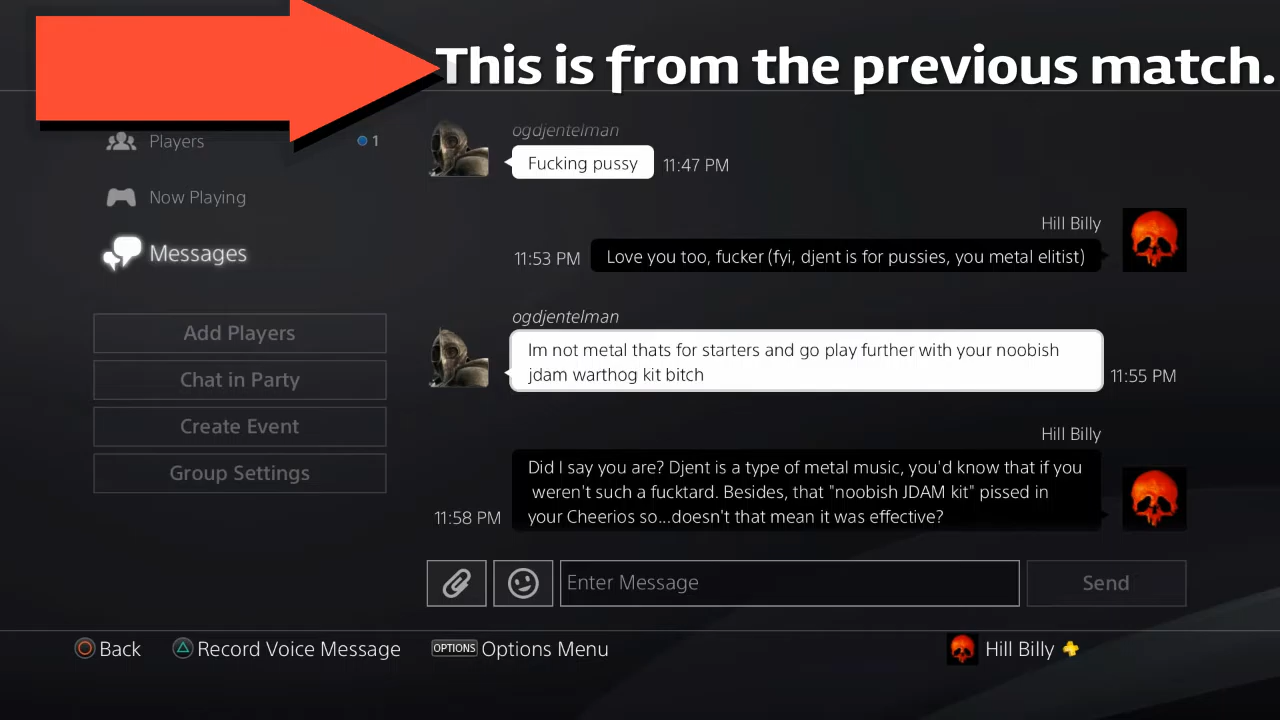 This is from the previous match.
Players
1
Now Playing
Messages
Add Players
Chat in Party
Create Event
Group Settings
ogdjentelman
Fucking pussy
11:47 PM
Hill Billy
11:53 PM
Love you too, fucker (fyi, djent is for pussies, you metal elitist)
ogdjentelman
Im not metal thats for starters and go play further with your noobish
jdam warthog kit bitch
11:55 PM
Hill Billy
Did I say you are? Djent is a type of metal music, you'd know that if you
weren't such a fucktard. Besides, that "noobish JDAM kit" pissed in
your Cheerios so...doesn't that mean it was effective?
11:58 PM
Enter Message
Send
Back
Record Voice Message
OPTIONS Options Menu
Hill Billy